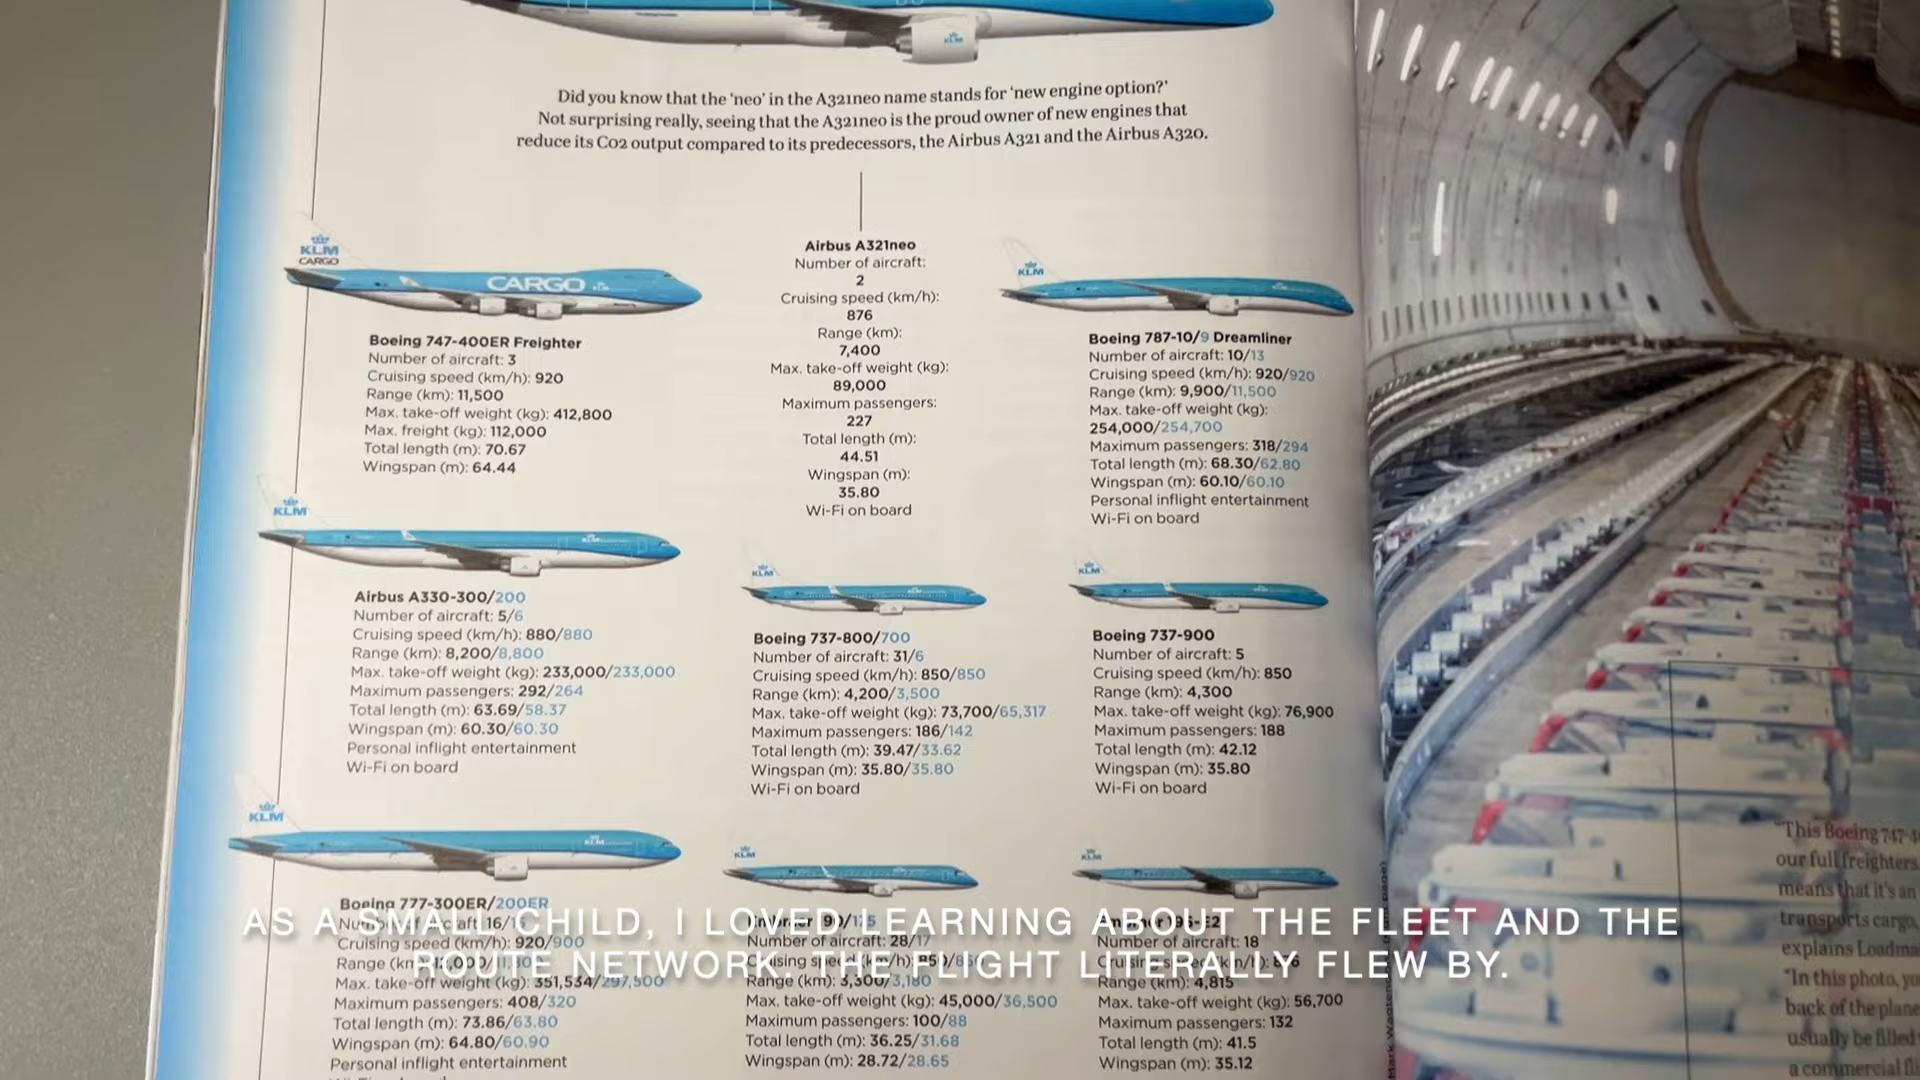 KLM
Did you know that the 'neo' in the A321neo name stands for 'new engine option?'
Not surprising really, seeing that the A321neo is the proud owner of new engines that
reduce its CO2 output compared to its predecessors, the Airbus A321 and the Airbus A320.
KLM
CARGO
CARGO
Boeing 747-400ER Freighter
Number of aircraft: 3
Cruising speed (km/h): 920
Range (km): 11,500
Max. take-off weight (kg): 412,800
Max. freight (kg): 112,000
Total length (m): 70.67
Wingspan (m): 64.44
Airbus A321neo
Number of aircraft:
2
Cruising speed (km/h):
876
Range (km):
7,400
Max. take-off weight (kg):
89,000
Maximum passengers:
227
Total length (m):
44.51
Wingspan (m):
35.80
Wi-Fi on board
KLM
Boeing 787-10/9 Dreamliner
Number of aircraft: 10/13
Cruising speed (km/h): 920/920
Range (km): 9,900/11,500
Max. take-off weight (kg):
254,000/254,700
Maximum passengers: 318/294
Total length (m): 68.30/62.80
Wingspan (m): 60.10/60.10
Personal inflight entertainment
Wi-Fi on board
KLM
Airbus A330-300/200
Number of aircraft: 5/6
Cruising speed (km/h): 880/880
Range (km): 8,200/8,800
Max. take-off weight (kg): 233,000/233,000
Maximum passengers: 292/264
Total length (m): 63.69/58.37
Wingspan (m): 60.30/60.30
Personal inflight entertainment
Wi-Fi on board
KLM
Boeing 737-800/700
Number of aircraft: 31/6
Cruising speed (km/h): 850/850
Range (km): 4,200/3,500
Max. take-off weight (kg): 73,700/65,317
Maximum passengers: 186/142
Total length (m): 39.47/33.62
Wingspan (m): 35.80/35.80
Wi-Fi on board
KLM
Boeing 737-900
Number of aircraft: 5
Cruising speed (km/h): 850
Range (km): 4,300
Max. take-off weight (kg): 76,900
Maximum passengers: 188
Total length (m): 42.12
Wingspan (m): 35.80
Wi-Fi on board
KLM
Boeing 777-300ER/200ER
Cruising speed (km/h): 920/900
Max. take-off weight (kg): 351,534/297,500
Maximum passengers: 408/320
Total length (m): 73.86/63.80
Wingspan (m): 64.80/60.90
Personal inflight entertainment
KLM
Number of aircraft: 28/17
Range (km): 3,300/3,180
Max. take-off weight (kg): 45,000/36,500
Maximum passengers: 100/88
Total length (m): 36.25/31.68
Wingspan (m): 28.72/28.65
KLM
Number of aircraft: 18
Range (km): 4,815
Max. take-off weight (kg): 56,700
Maximum passengers: 132
Total length (m): 41.5
Wingspan (m): 35.12
AS A SMALL CHILD, I LOVED LEARNING ABOUT THE FLEET AND THE
ROUTE NETWORK. THE FLIGHT LITERALLY FLEW BY.
"This Boeing 747-4
our full freighters
means that it's an
transports cargo,
explains Loadma
"In this photo, yo
back of the plane
usually be filled
a commercial fli